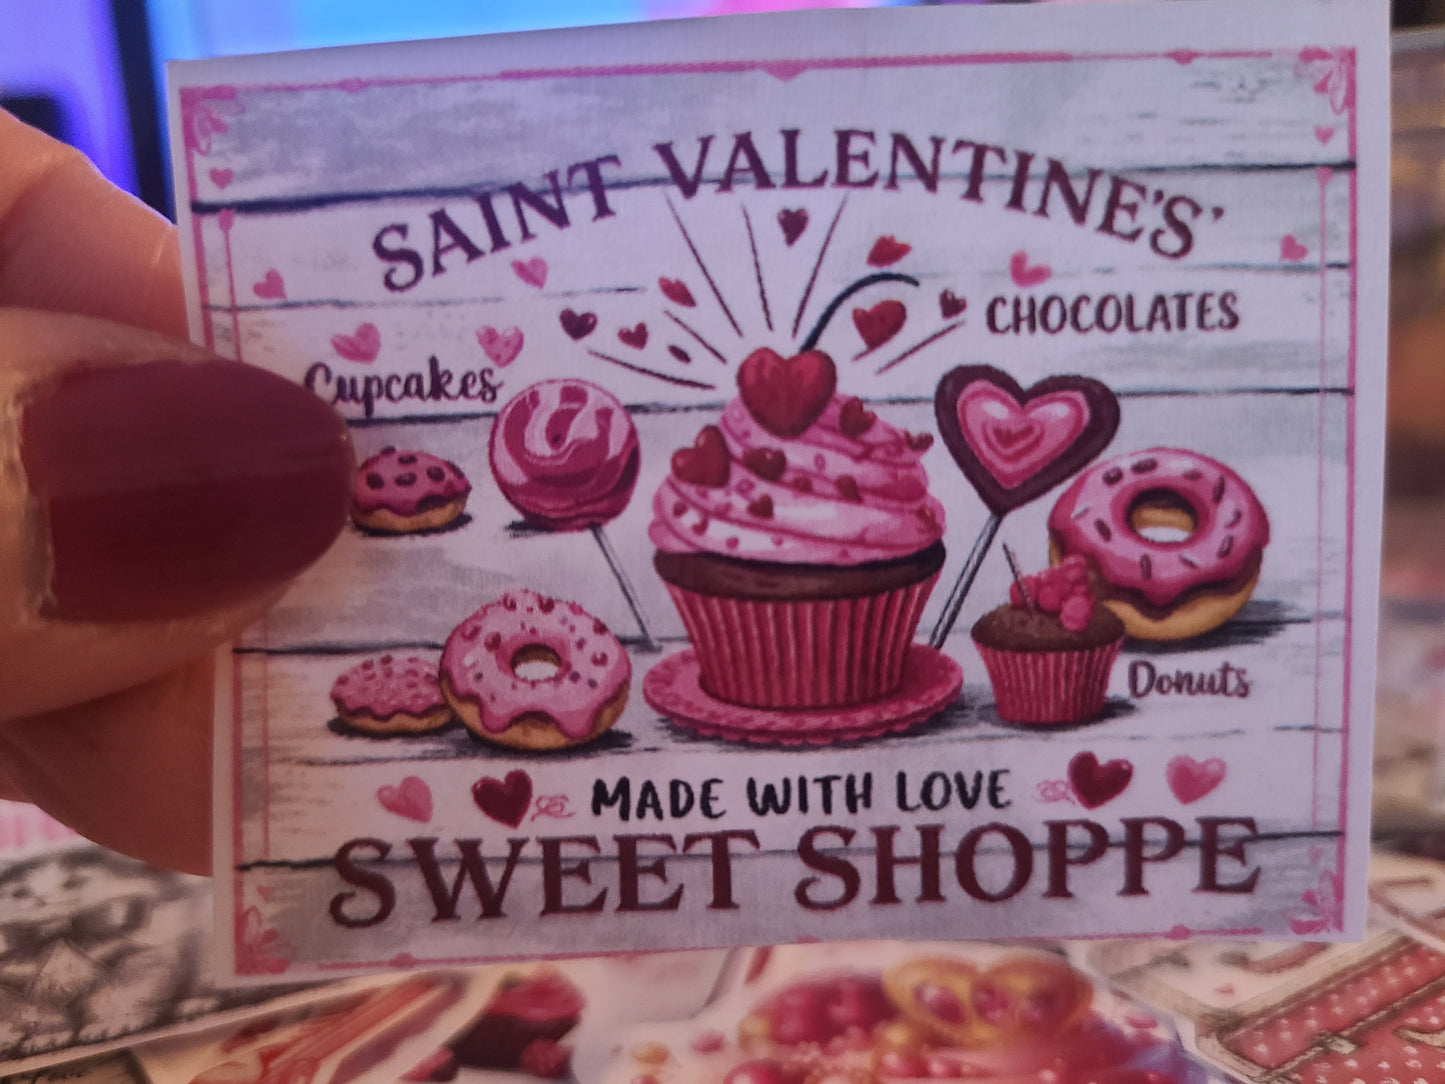 SAINT VALENTINE'S'
CHOCOLATES
Cupcakes
Donuts
MADE WITH LOVE
SWEET SHOPPE